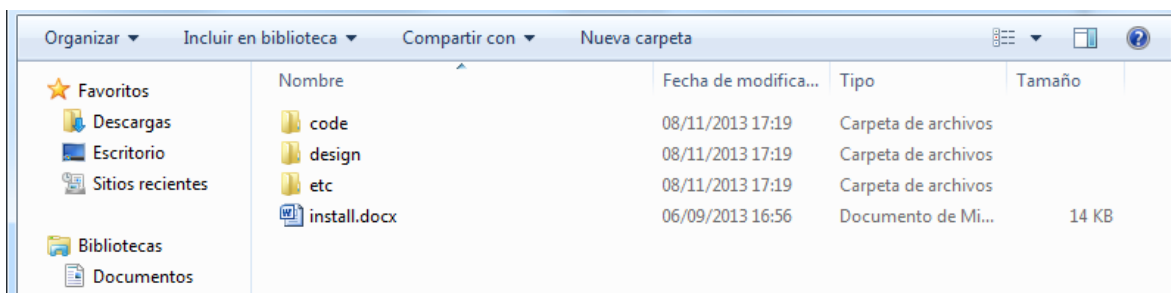 Organizar Incluir en biblioteca Compartir con Nueva carpeta
Favoritos
Descargas
Escritorio
Sitios recientes
Bibliotecas
Documentos
Nombre Fecha de modifica... Tipo Tamaño
code 08/11/2013 17:19 Carpeta de archivos
design 08/11/2013 17:19 Carpeta de archivos
etc 08/11/2013 17:19 Carpeta de archivos
install.docx 06/09/2013 16:56 Documento de Mi... 14 KB